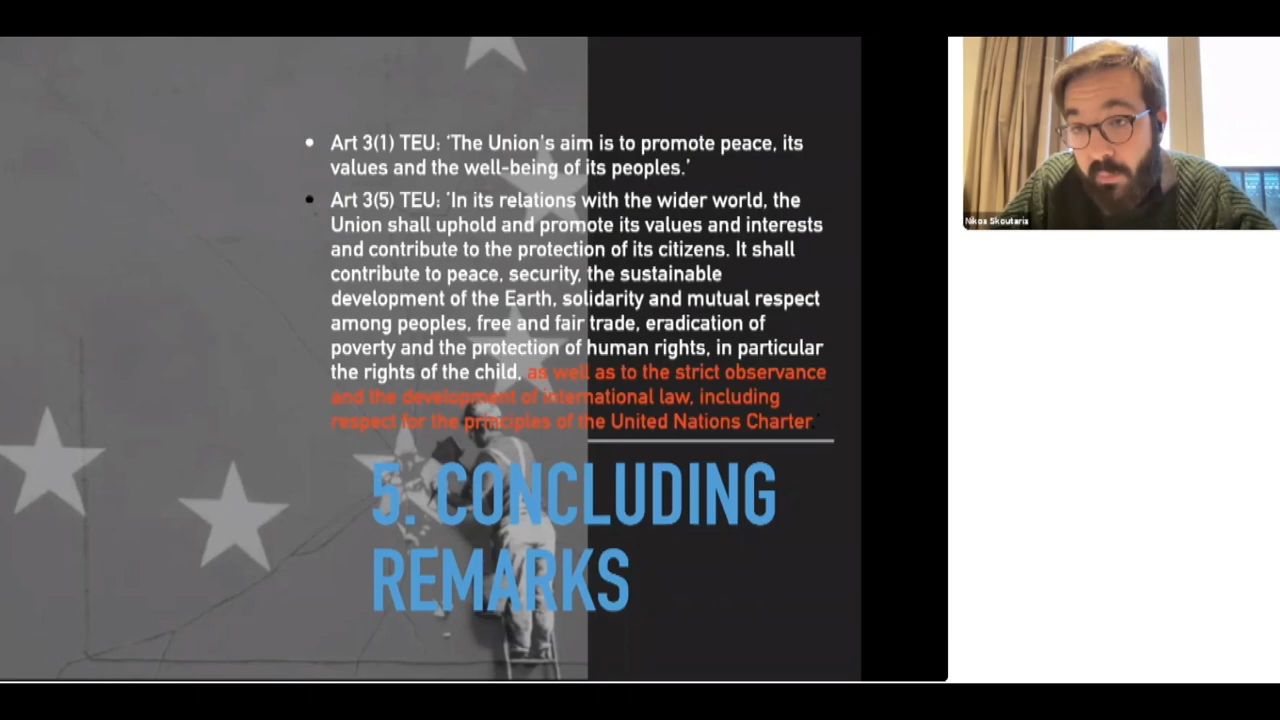 • Art 3(1) TEU: 'The Union's aim is to promote peace, its
values and the well-being of its peoples.'
• Art 3(5) TEU: 'In its relations with the wider world, the
Union shall uphold and promote its values and interests
and contribute to the protection of its citizens. It shall
contribute to peace, security, the sustainable
development of the Earth, solidarity and mutual respect
among peoples, free and fair trade, eradication of
poverty and the protection of human rights, in particular
the rights of the child, as well as to the strict observance
and the development of international law, including
respect for the principles of the United Nations Charter.'
5. CONCLUDING
REMARKS
Nikos Skoutaris